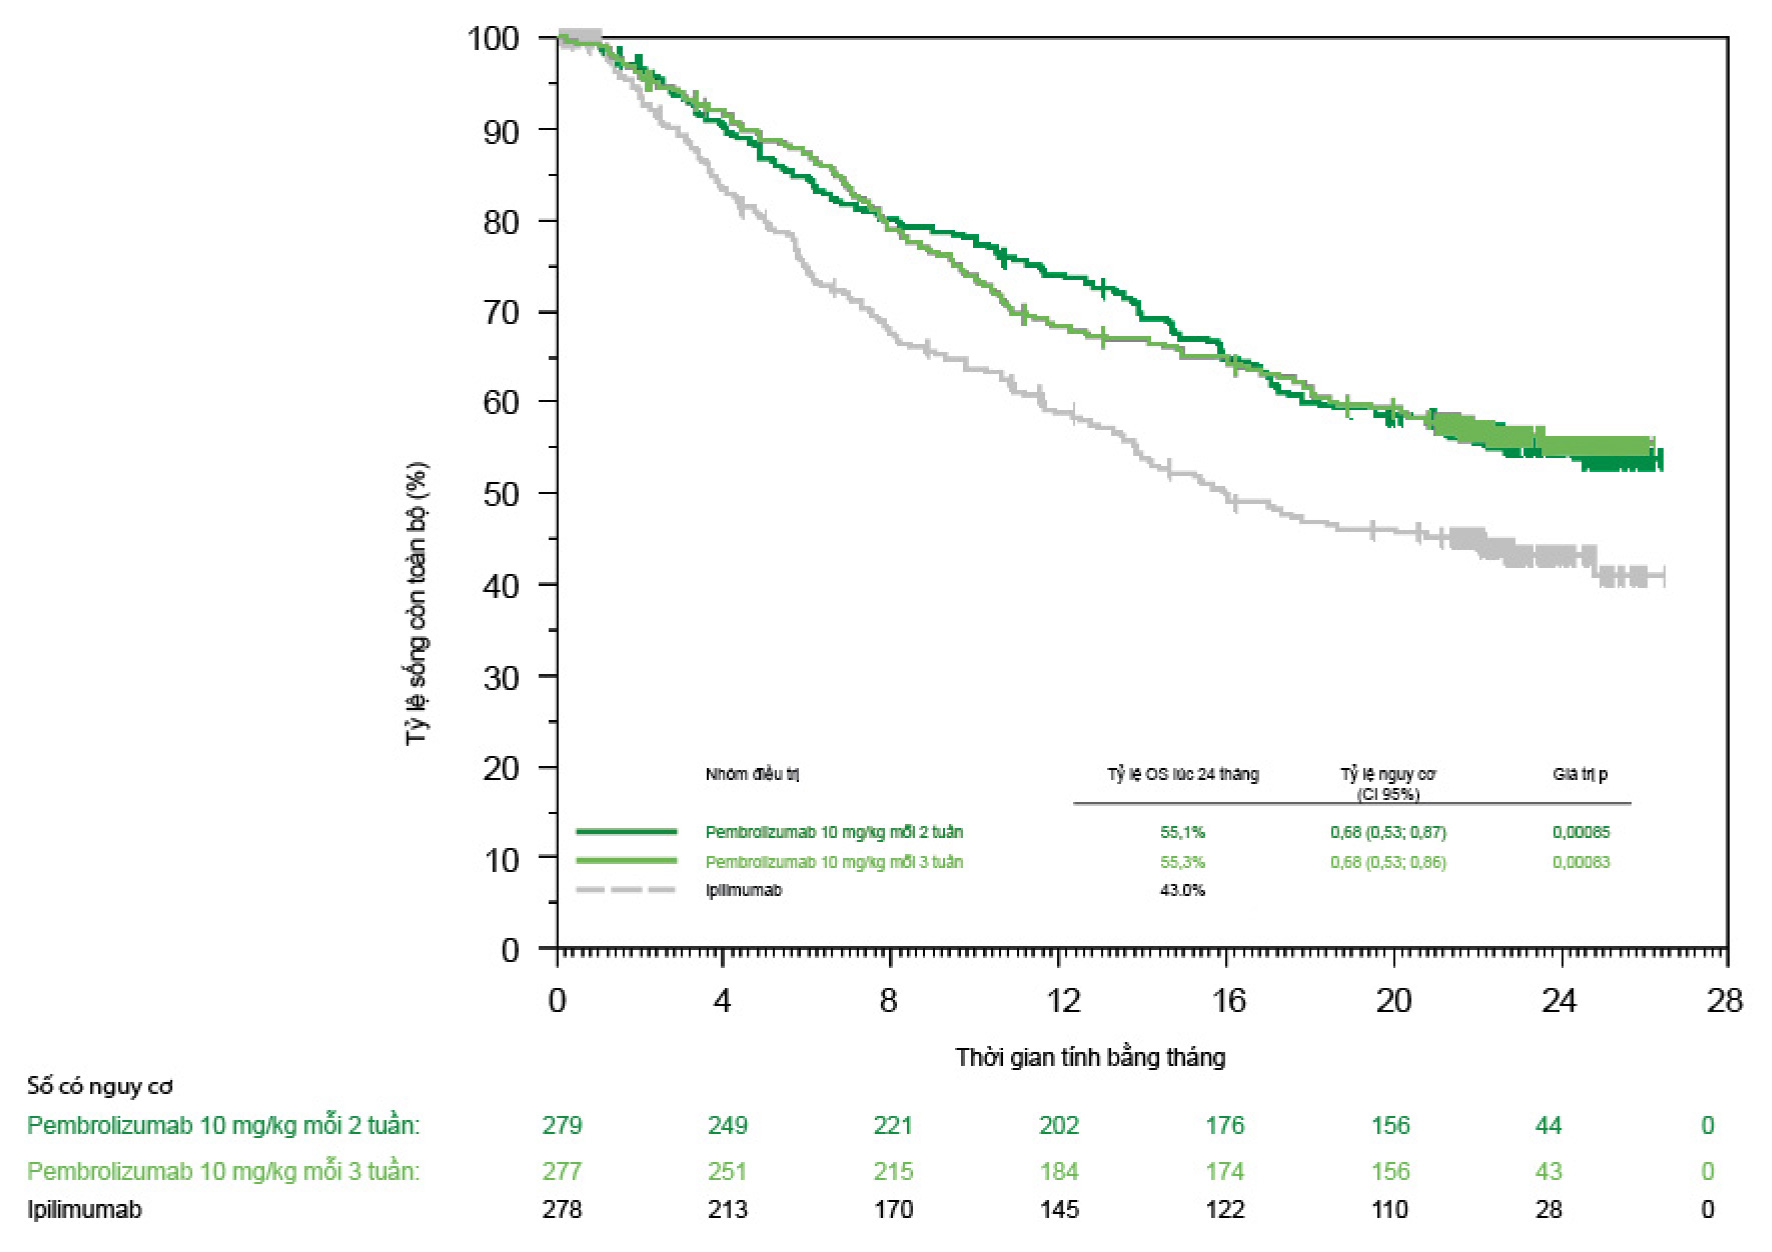 100
90
80
70
60
50
40
30
20
10
0
Tỷ lệ sống còn toàn bộ (%)
Nhóm điều trị Tỷ lệ OS lúc 24 tháng Tỷ lệ nguy cơ Giá trị p
(CI 95%)
Pembrolizumab 10 mg/kg mỗi 2 tuần 55,1% 0,68 (0,53; 0,87) 0,00085
Pembrolizumab 10 mg/kg mỗi 3 tuần 55,3% 0,68 (0,53; 0,86) 0,00083
Ipilimumab 43.0%
0 4 8 12 16 20 24 28
Thời gian tính bằng tháng
Số có nguy cơ
Pembrolizumab 10 mg/kg mỗi 2 tuần: 279 249 221 202 176 156 44 0
Pembrolizumab 10 mg/kg mỗi 3 tuần: 277 251 215 184 174 156 43 0
Ipilimumab 278 213 170 145 122 110 28 0